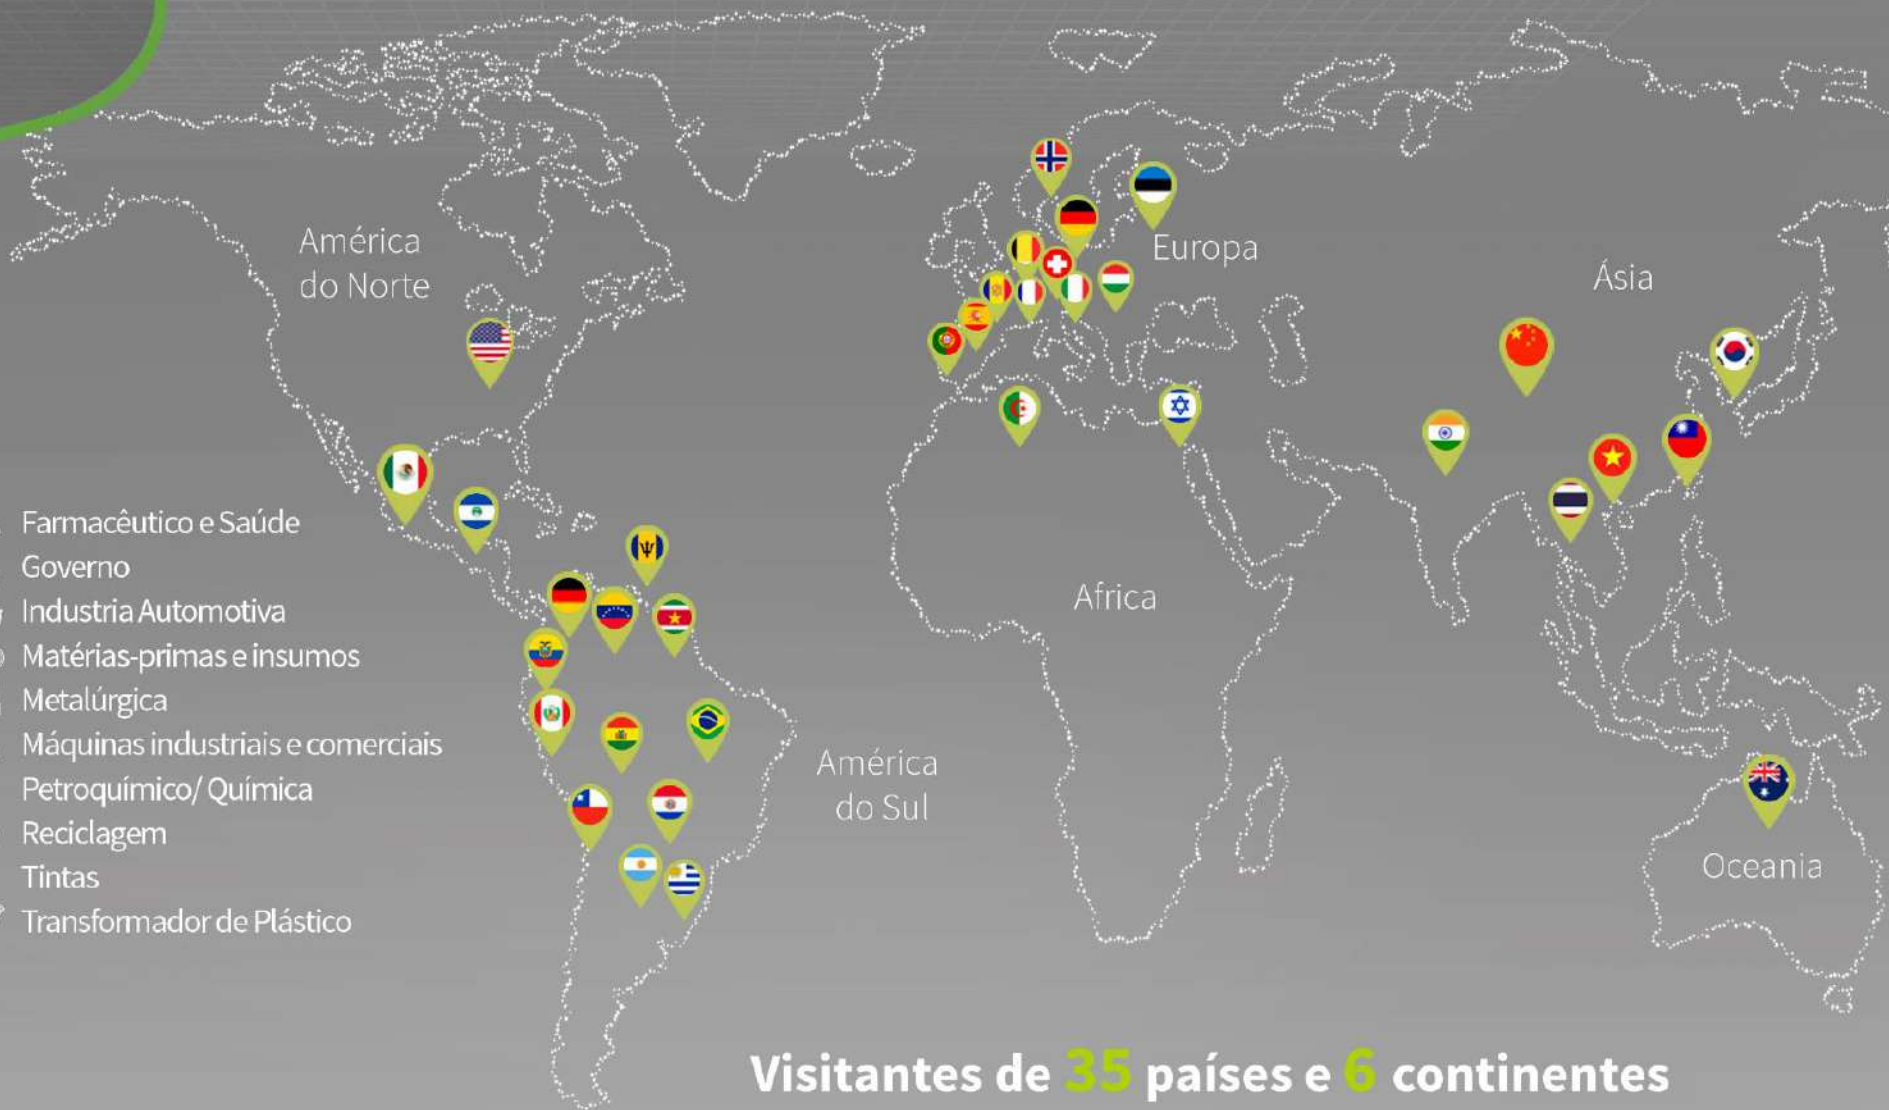 América
do Norte
Europa
Ásia
Africa
América
do Sul
Oceania
Farmacêutico e Saúde
Governo
Industria Automotiva
Matérias-primas e insumos
Metalúrgica
Máquinas industriais e comerciais
Petroquímico/ Química
Reciclagem
Tintas
Transformador de Plástico
Visitantes de 35 países e 6 continentes